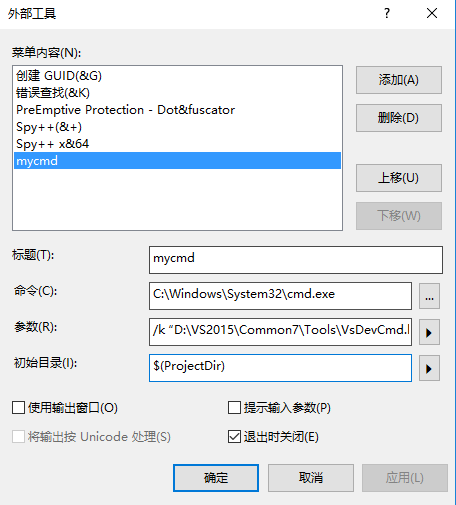 外部工具
菜单内容(N):
创建 GUID(&G)
错误查找(&K)
PreEmptive Protection - Dot&fuscator
Spy++(&+)
Spy++ x&64
mycmd
添加(A)
删除(D)
上移(U)
下移(W)
标题(T):
mycmd
命令(C):
C:\Windows\System32\cmd.exe
...
参数(R):
/k "D:\VS2015\Common7\Tools\VsDevCmd.l
初始目录(I):
$(ProjectDir)
使用输出窗口(O)
提示输入参数(P)
将输出按 Unicode 处理(S)
退出时关闭(E)
确定
取消
应用(L)